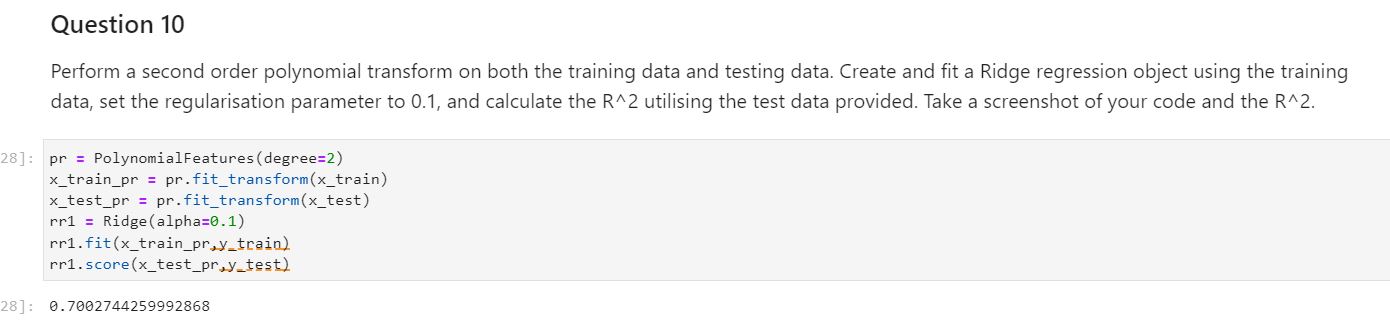 Question 10
Perform a second order polynomial transform on both the training data and testing data. Create and fit a Ridge regression object using the training
data, set the regularisation parameter to 0.1, and calculate the R^2 utilising the test data provided. Take a screenshot of your code and the R^2.
28]: pr = PolynomialFeatures(degree=2)
x_train_pr = pr.fit_transform(x_train)
x_test_pr = pr.fit_transform(x_test)
rr1 = Ridge(alpha=0.1)
rr1.fit(x_train_pr,y_train)
rr1.score(x_test_pr,y_test)
28]: 0.7002744259992868